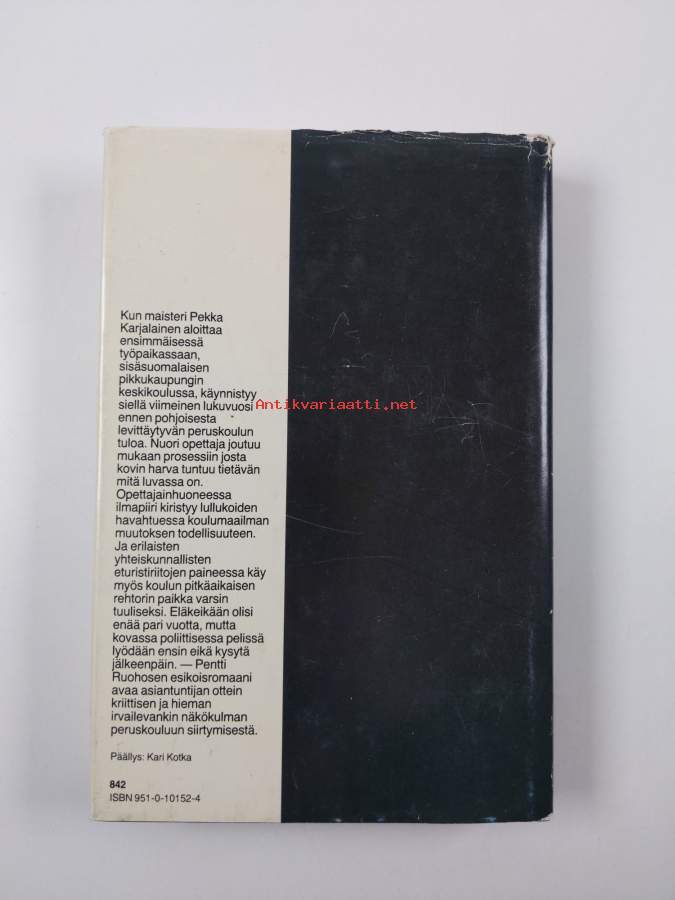 Kun maisteri Pekka
Karjalainen aloittaa
ensimmäisessä
työpaikassaan,
sisäsuomalaisen
pikkukaupungin
keskikoulussa, käynnistyy
siellä viimeinen lukuvuosi
ennen pohjoisesta
levittäytyvän peruskoulun
tuloa. Nuori opettaja joutuu
mukaan prosessiin josta
kovin harva tuntuu tietävän
mitä luvassa on.
Opettajainhuoneessa
ilmapiiri kiristyy lullukoiden
havahtuessa koulumaailman
muutoksen todellisuuteen.
Ja erilaisten
yhteiskunnallisten
eturistiriitojen paineessa käy
myös koulun pitkäaikaisen
rehtorin paikka varsin
tuuliseksi. Eläkeikään olisi
enää pari vuotta, mutta
kovassa poliittisessa pelissä
lyödään ensin eikä kysytä
jälkeenpäin. — Pentti
Ruohosen esikoisromaani
avaa asiantuntijan ottein
kriittisen ja hieman
irvailevankin näkökulman
peruskouluun siirtymisestä.
Päällys: Kari Kotka
842
ISBN 951-0-10152-4
Antikvariaatti.net